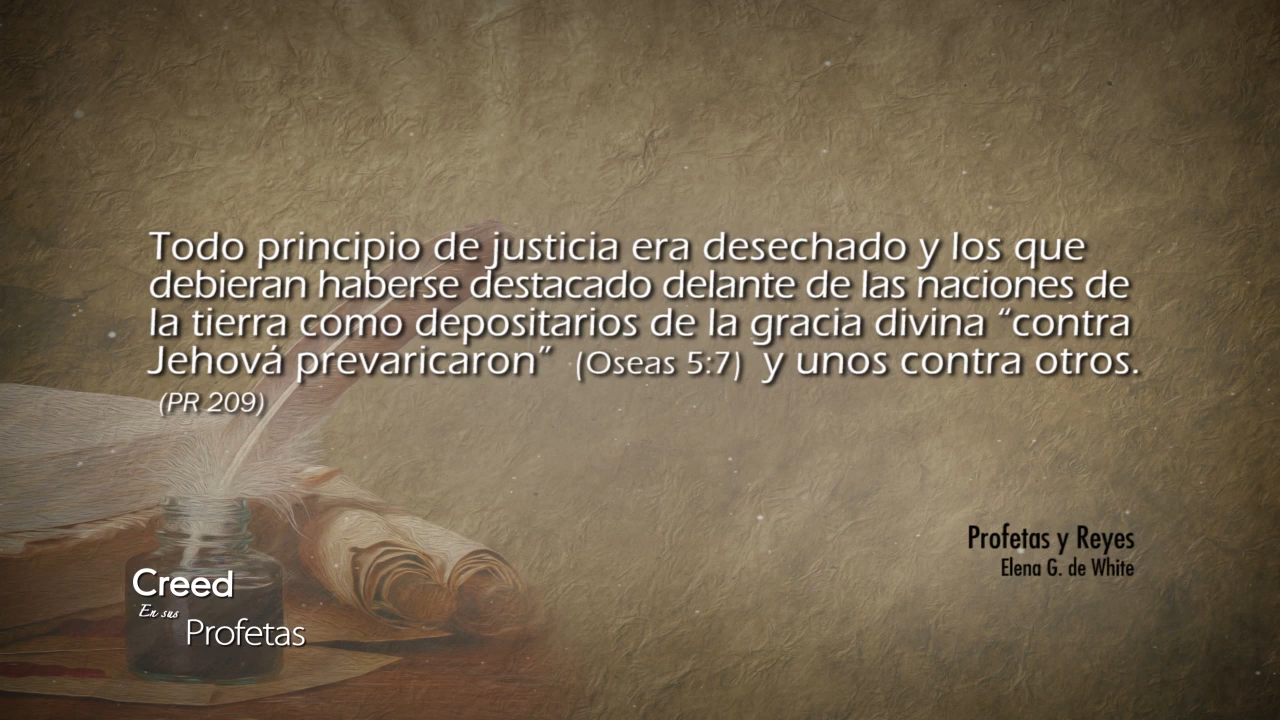 Todo principio de justicia era desechado y los que
debieran haberse destacado delante de las naciones de
la tierra como depositarios de la gracia divina “contra
Jehová prevaricaron” (Oseas 5:7) y unos contra otros.
(PR 209)
Profetas y Reyes
Elena G. de White
Creed
En sus
Profetas